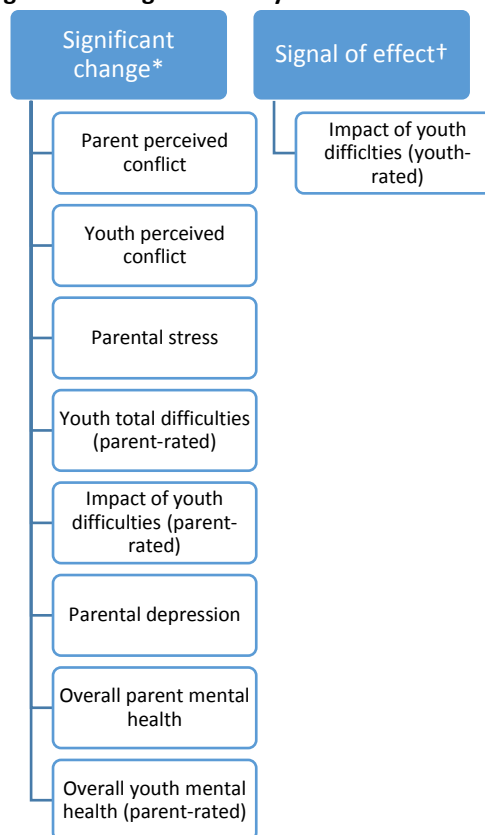 Significant
change*
Parent perceived
conflict
Youth perceived
conflict
Parental stress
Youth total difficulties
(parent-rated)
Impact of youth
difficulties (parent-
rated)
Parental depression
Overall parent mental
health
Overall youth mental
health (parent-rated)
Signal of effect†
Impact of youth
difficlties (youth-
rated)